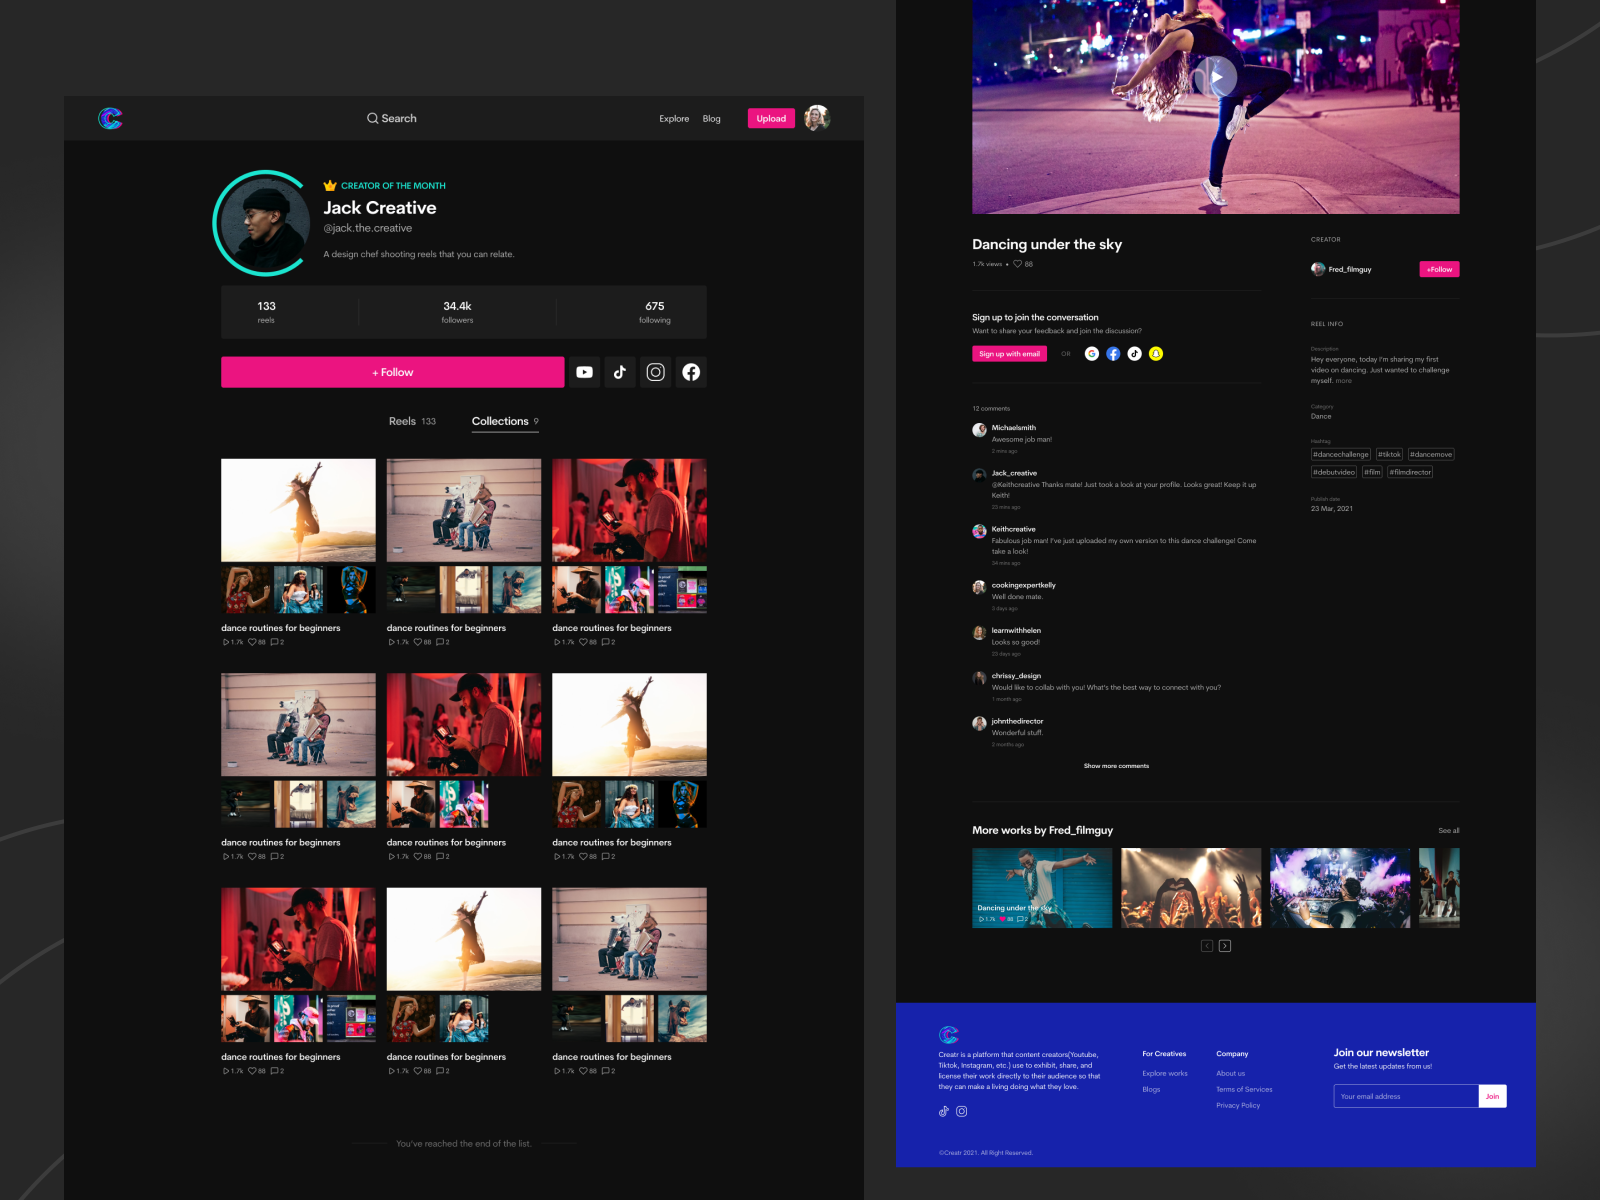 Search
Explore
Blog
Upload
CREATOR OF THE MONTH
Jack Creative
@jack.the.creative
A design chef shooting reels that you can relate.
133
reels
34.4k
followers
675
following
+ Follow
Reels 133
Collections 9
dance routines for beginners
1.7k 88 2
dance routines for beginners
1.7k 88 2
dance routines for beginners
1.7k 88 2
dance routines for beginners
1.7k 88 2
dance routines for beginners
1.7k 88 2
dance routines for beginners
1.7k 88 2
dance routines for beginners
1.7k 88 2
dance routines for beginners
1.7k 88 2
dance routines for beginners
1.7k 88 2
You've reached the end of the list.
Dancing under the sky
1.7k views • 88
Sign up to join the conversation
Want to share your feedback and join the discussion?
Sign up with email
OR
12 comments
Michaelsmith
Awesome job man!
2 mins ago
Jack_creative
@Keithcreative Thanks mate! Just took a look at your profile. Looks great! Keep it up
Keith!
23 mins ago
Keithcreative
Fabulous job man! I've just uploaded my own version to this dance challenge! Come
take a look!
34 mins ago
cookingexpertkelly
Well done mate.
3 days ago
learnwithhelen
Looks so good!
23 days ago
chrissy_design
Would like to collab with you! What's the best way to connect with you?
1 month ago
johnthedirector
Wonderful stuff.
2 months ago
Show more comments
CREATOR
Fred_filmguy
+Follow
REEL INFO
Description
Hey everyone, today I'm sharing my first
video on dancing. Just wanted to challenge
myself. more
Category
Dance
Hashtag
#dancechallenge #tiktok #dancemove
#debutvideo #film #filmdirector
Publish date
23 Mar, 2021
More works by Fred_filmguy
See all
Dancing under the sky
1.7k 88 2
Creatr is a platform that content creators(Youtube,
Tiktok, Instagram, etc.) use to exhibit, share, and
license their work directly to their audience so that
they can make a living doing what they love.
For Creatives
Explore works
Blogs
Company
About us
Terms of Services
Privacy Policy
Join our newsletter
Get the latest updates from us!
Your email address
Join
©Creatr 2021. All Right Reserved.